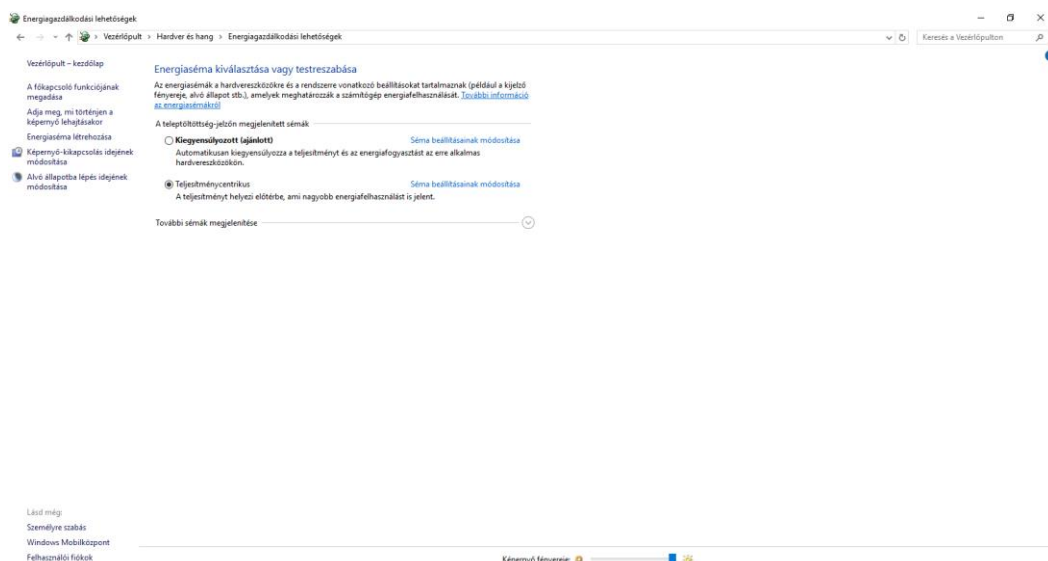 Energiagazdálkodási lehetőségek
Vezérlőpult > Hardver és hang > Energiagazdálkodási lehetőségek
Keresés a Vezérlőpulton
Vezérlőpult – kezdőlap
A főkapcsoló funkciójának
megadása
Adja meg, mi történjen a
képernyő lehajtásakor
Energiaséma létrehozása
Képernyő-kikapcsolás idejének
módosítása
Alvó állapotba lépés idejének
módosítása
Energiaséma kiválasztása vagy testreszabása
Az energiasémák a hardvereszközökre és a rendszerre vonatkozó beállításokat tartalmaznak (például a kijelző
fényereje, alvó állapot stb.), amelyek meghatározzák a számítógép energiafelhasználását. További információ
az energiasémákról
A teleptöltöttség-jelzőn megjelenített sémák
Kiegyensúlyozott (ajánlott) Séma beállításainak módosítása
Automatikusan kiegyensúlyozza a teljesítményt és az energiafogyasztást az erre alkalmas
hardvereszközökön.
Teljesítménycentrikus Séma beállításainak módosítása
A teljesítményt helyezi előtérbe, ami nagyobb energiafelhasználást is jelent.
További sémák megjelenítése
Lásd még:
Személyre szabás
Windows Mobilközpont
Felhasználói fiókok
Képernyő fényereje: